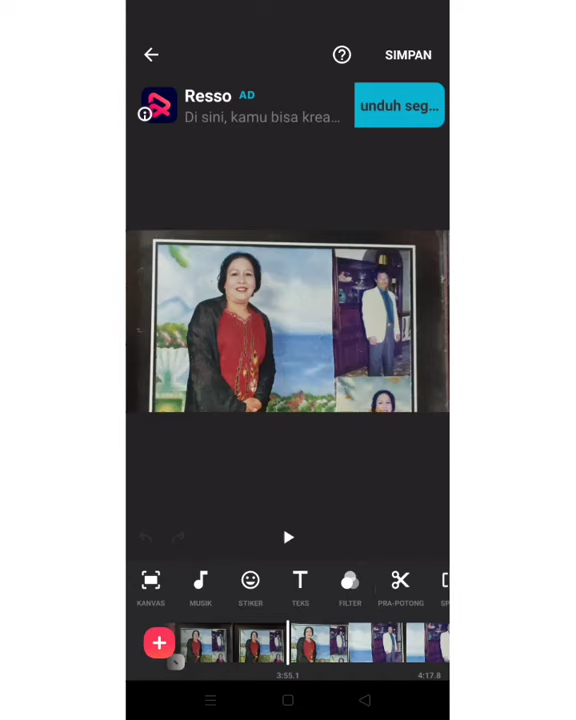 SIMPAN
Resso AD
Di sini, kamu bisa krea...
unduh seg...
KANVAS MUSIK STIKER TEKS FILTER PRA-POTONG SP
3:55.1 4:17.8